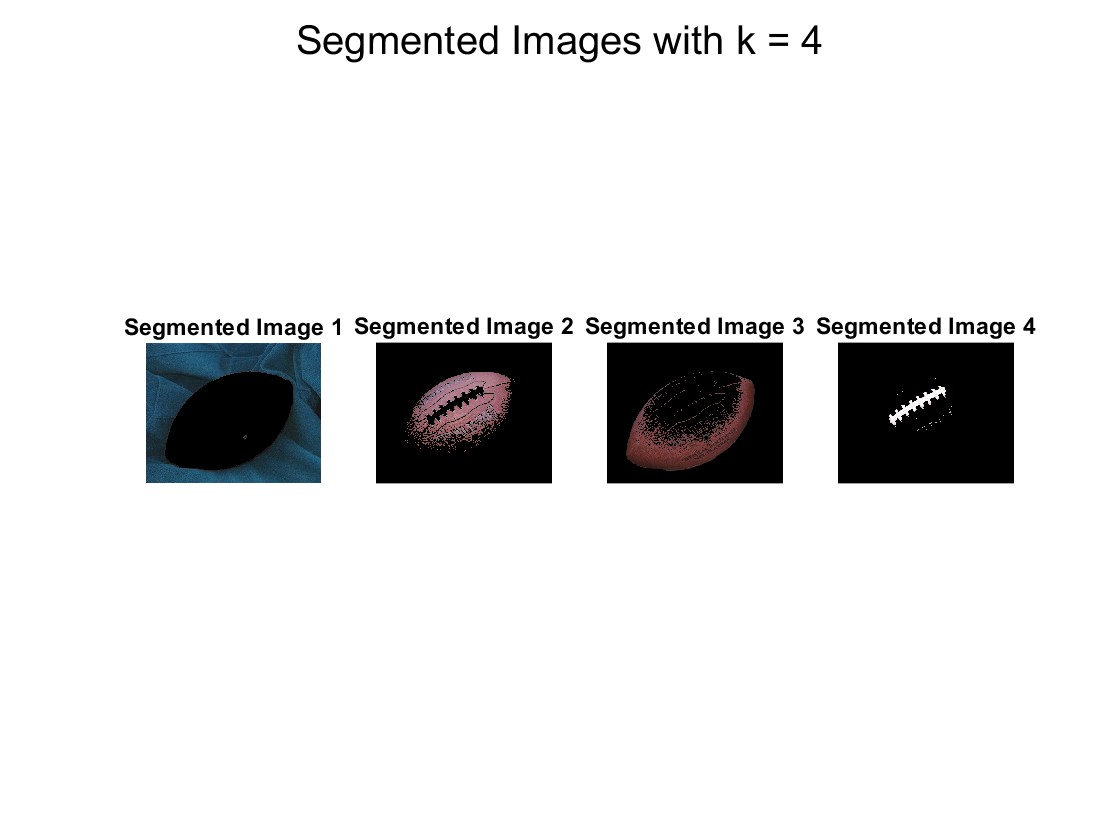 Segmented Images with k = 4
Segmented Image 1
Segmented Image 2
Segmented Image 3
Segmented Image 4